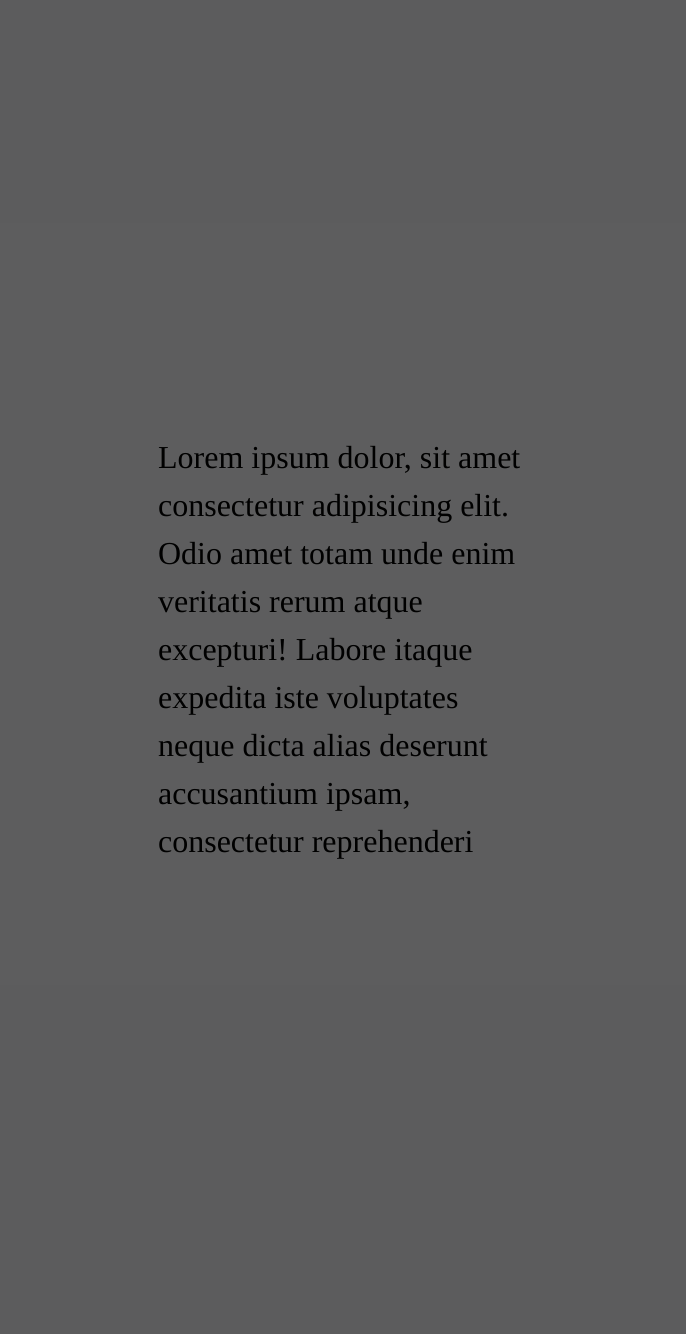 Lorem ipsum dolor, sit amet
consectetur adipisicing elit.
Odio amet totam unde enim
veritatis rerum atque
excepturi! Labore itaque
expedita iste voluptates
neque dicta alias deserunt
accusantium ipsam,
consectetur reprehenderi